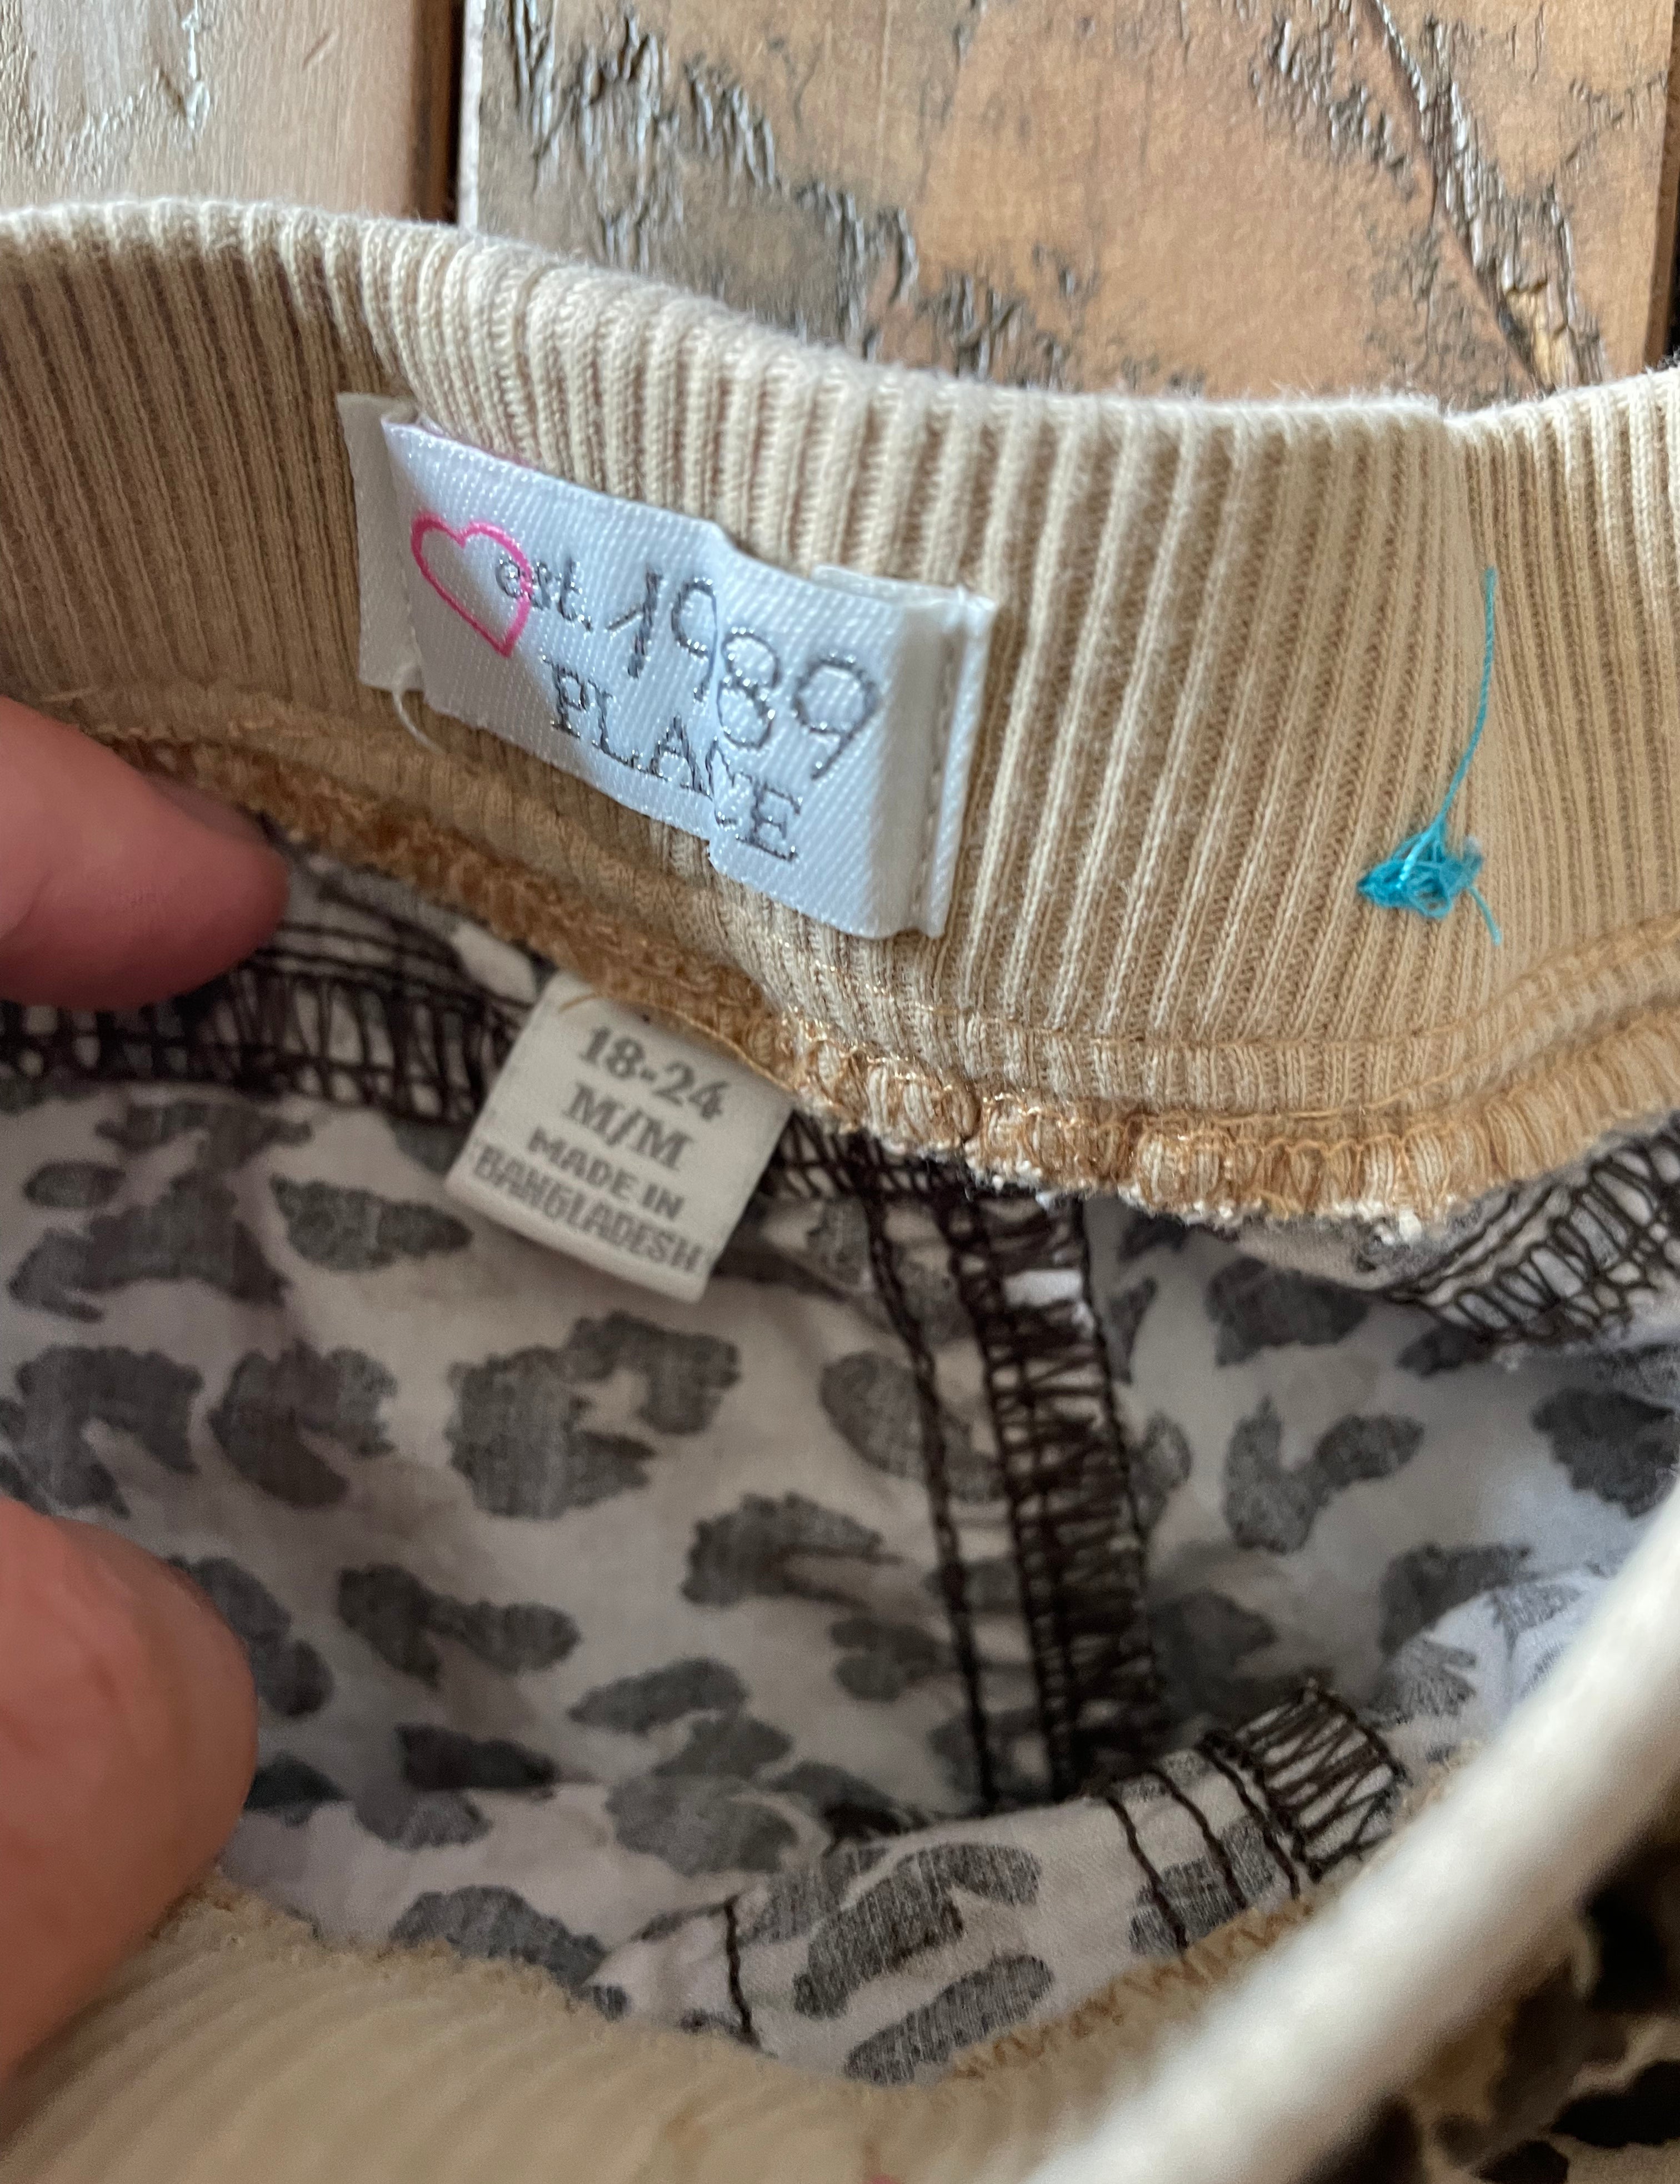 est. 1989
PLACE
18-24
M/M
MADE IN
BANGLADESH